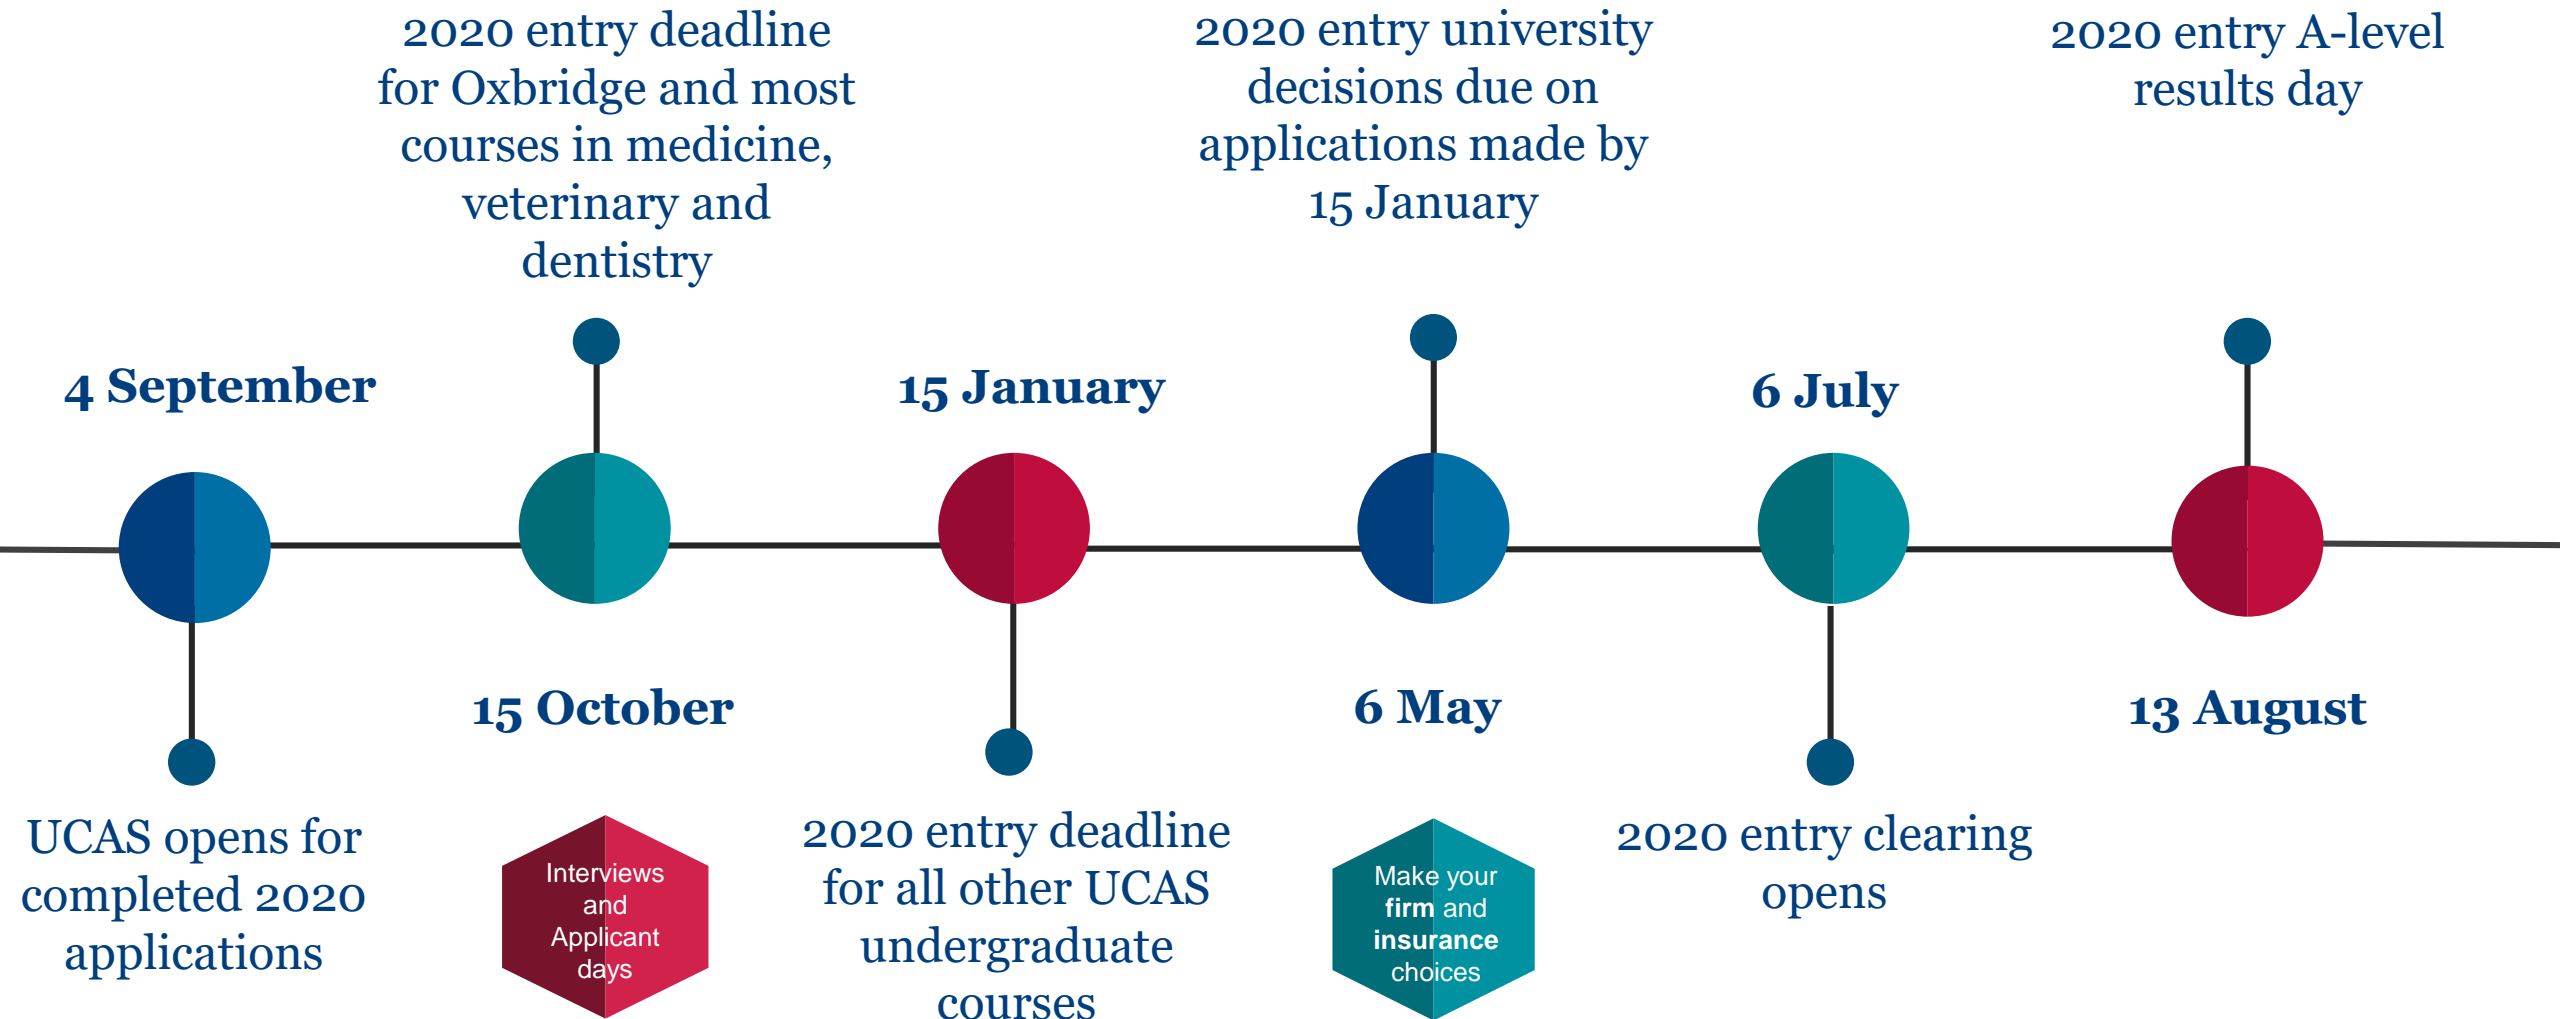 4 September
UCAS opens for
completed 2020
applications
2020 entry deadline
for Oxbridge and most
courses in medicine,
veterinary and
dentistry
15 October
Interviews
and
Applicant
days
15 January
2020 entry deadline
for all other UCAS
undergraduate
courses
2020 entry university
decisions due on
applications made by
15 January
6 May
Make your
firm and
insurance
choices
6 July
2020 entry clearing
opens
2020 entry A-level
results day
13 August